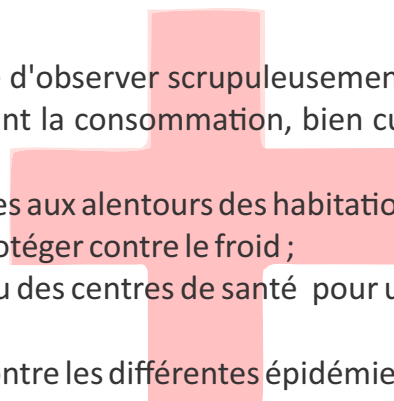 d'observer scrupuleusemen
nt la consommation, bien cu
es aux alentours des habitatio
otéger contre le froid ;
u des centres de santé pour u
ontre les différentes épidémie